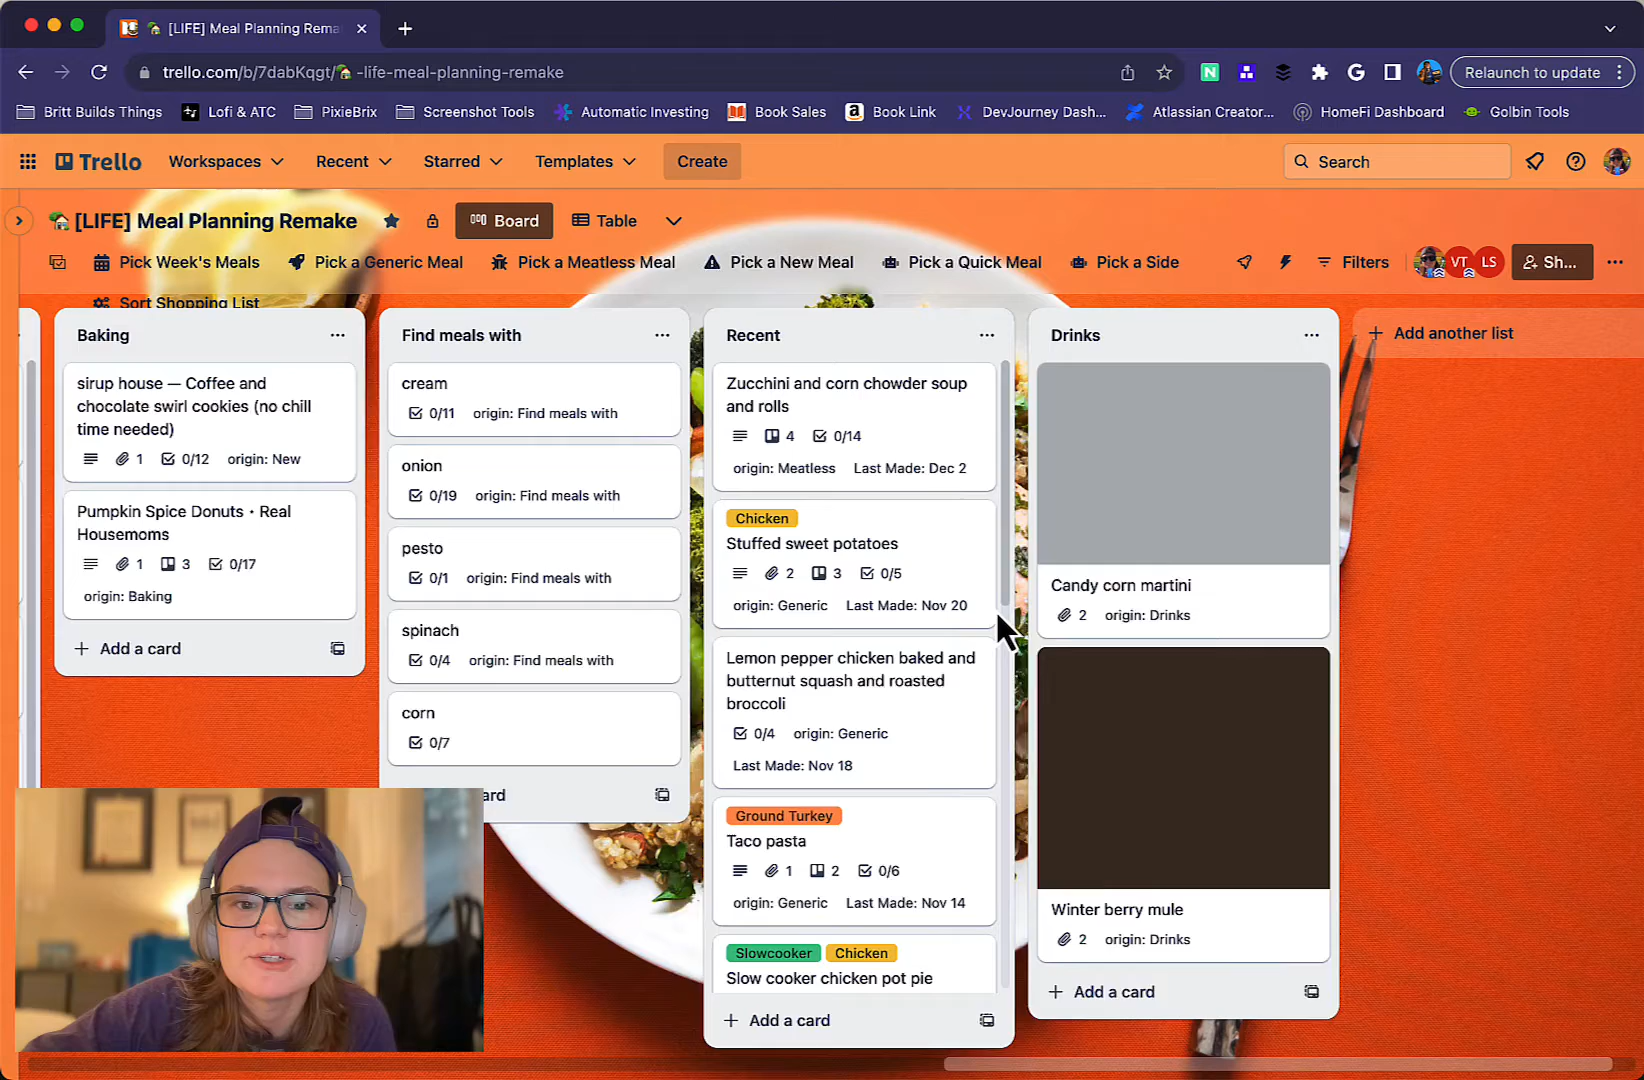 [LIFE] Meal Planning Rema
trello.com/b/7dabKqgt/🏡-life-meal-planning-remake
Relaunch to update
Britt Builds Things
Lofi & ATC
PixieBrix
Screenshot Tools
Automatic Investing
Book Sales
Book Link
DevJourney Dash...
Atlassian Creator...
HomeFi Dashboard
Golbin Tools
Trello
Workspaces
Recent
Starred
Templates
Create
Search
[LIFE] Meal Planning Remake
Board
Table
Pick Week's Meals
Pick a Generic Meal
Pick a Meatless Meal
Pick a New Meal
Pick a Quick Meal
Pick a Side
Filters
VT
LS
Sh...
Sort Shopping List
Baking
sirup house — Coffee and
chocolate swirl cookies (no chill
time needed)
1
0/12
origin: New
Pumpkin Spice Donuts • Real
Housemoms
1
3
0/17
origin: Baking
Add a card
Find meals with
cream
0/11
origin: Find meals with
onion
0/19
origin: Find meals with
pesto
0/1
origin: Find meals with
spinach
0/4
origin: Find meals with
corn
0/7
ard
Recent
Zucchini and corn chowder soup
and rolls
4
0/14
origin: Meatless
Last Made: Dec 2
Chicken
Stuffed sweet potatoes
2
3
0/5
origin: Generic
Last Made: Nov 20
Lemon pepper chicken baked and
butternut squash and roasted
broccoli
0/4
origin: Generic
Last Made: Nov 18
Ground Turkey
Taco pasta
1
2
0/6
origin: Generic
Last Made: Nov 14
Slowcooker
Chicken
Slow cooker chicken pot pie
Add a card
Drinks
Candy corn martini
2
origin: Drinks
Winter berry mule
2
origin: Drinks
Add a card
Add another list